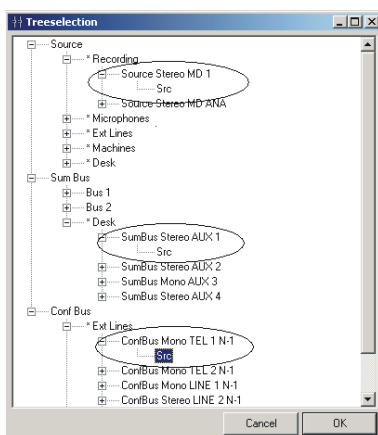 Treeselection
Source
* Recording
Source Stereo MD 1
Src
Source Stereo MD ANA
* Microphones
* Ext Lines
* Machines
* Desk
Sum Bus
Bus 1
Bus 2
* Desk
SumBus Stereo AUX 1
Src
SumBus Stereo AUX 2
SumBus Mono AUX 3
SumBus Stereo AUX 4
Conf Bus
* Ext Lines
ConfBus Mono TEL 1 N-1
Src
ConfBus Mono TEL 2 N-1
ConfBus Mono LINE 1 N-1
ConfBus Stereo LINE 2 N-1
Cancel
OK